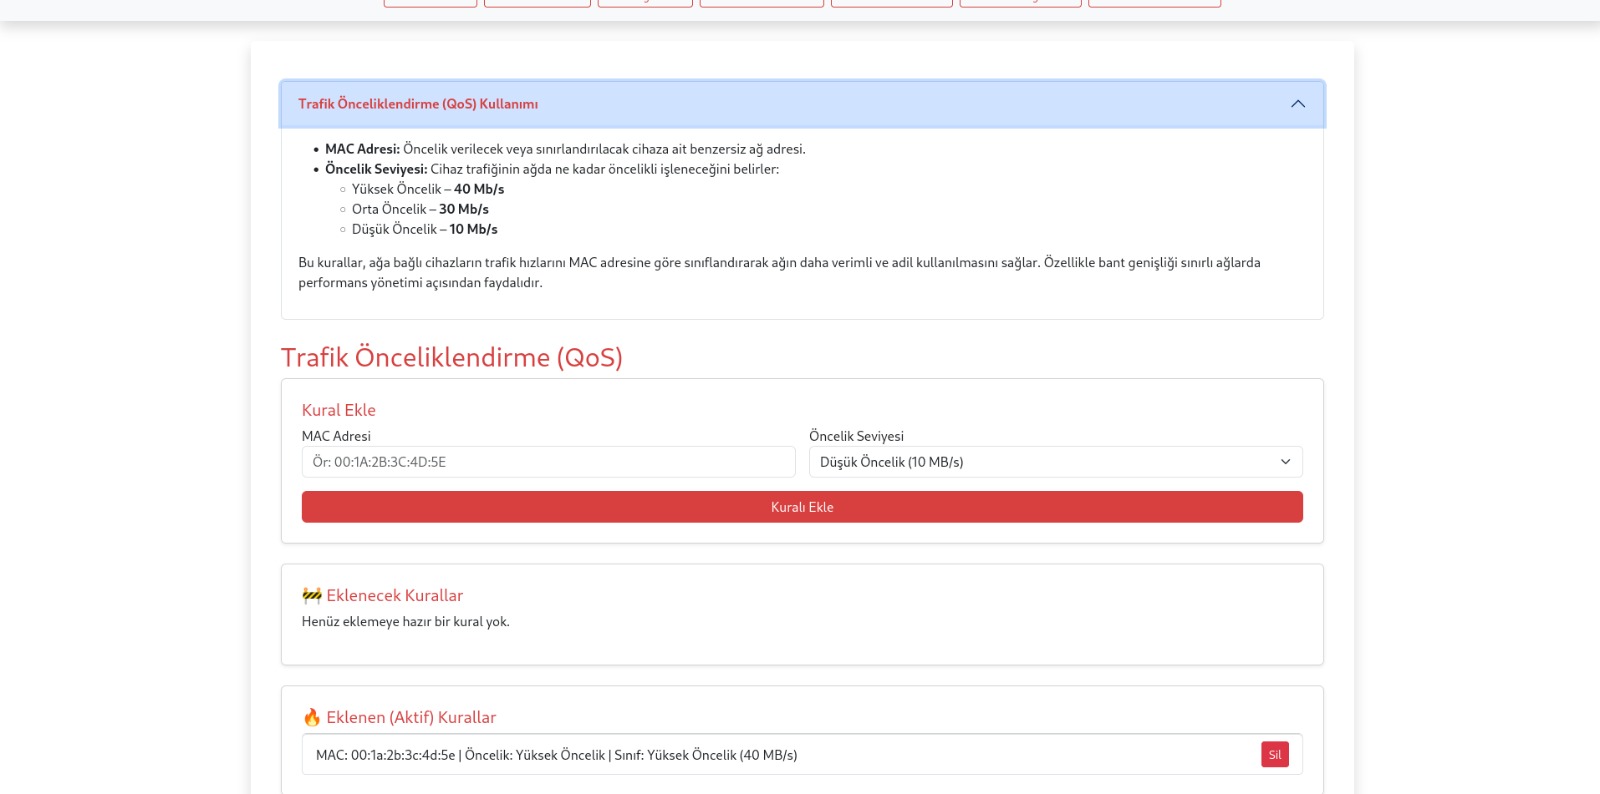 Trafik Önceliklendirme (QoS) Kullanımı
• MAC Adresi: Öncelik verilecek veya sınırlandırılacak cihaza ait benzersiz ağ adresi.
• Öncelik Seviyesi: Cihaz trafiğinin ağda ne kadar öncelikli işleneceğini belirler:
○ Yüksek Öncelik – 40 Mb/s
○ Orta Öncelik – 30 Mb/s
○ Düşük Öncelik – 10 Mb/s
Bu kurallar, ağa bağlı cihazların trafik hızlarını MAC adresine göre sınıflandırarak ağın daha verimli ve adil kullanılmasını sağlar. Özellikle bant genişliği sınırlı ağlarda
performans yönetimi açısından faydalıdır.
Trafik Önceliklendirme (QoS)
Kural Ekle
MAC Adresi Öncelik Seviyesi
Ör: 00:1A:2B:3C:4D:5E Düşük Öncelik (10 MB/s)
Kuralı Ekle
🚧 Eklenecek Kurallar
Henüz eklemeye hazır bir kural yok.
🔥 Eklenen (Aktif) Kurallar
MAC: 00:1a:2b:3c:4d:5e | Öncelik: Yüksek Öncelik | Sınıf: Yüksek Öncelik (40 MB/s) Sil